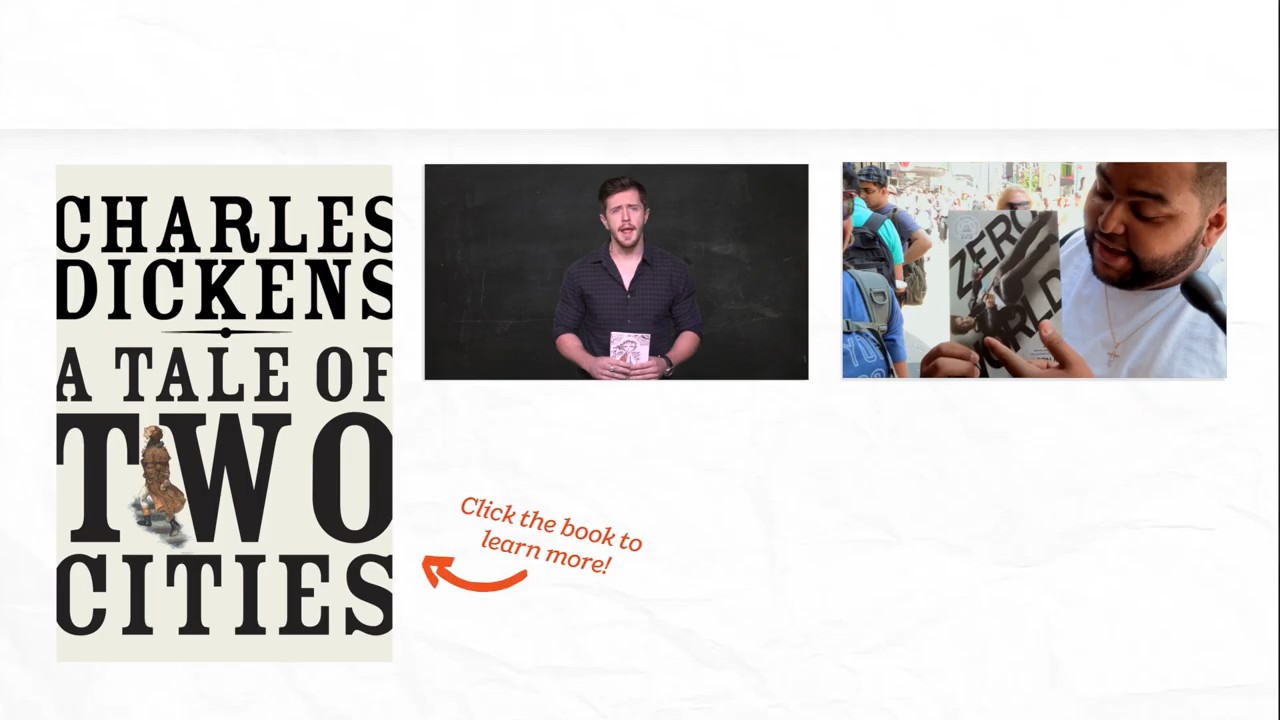 CHARLES
DICKENS
A TALE OF
TWO
CITIES
Click the book to
learn more!
ZERO
WORLD